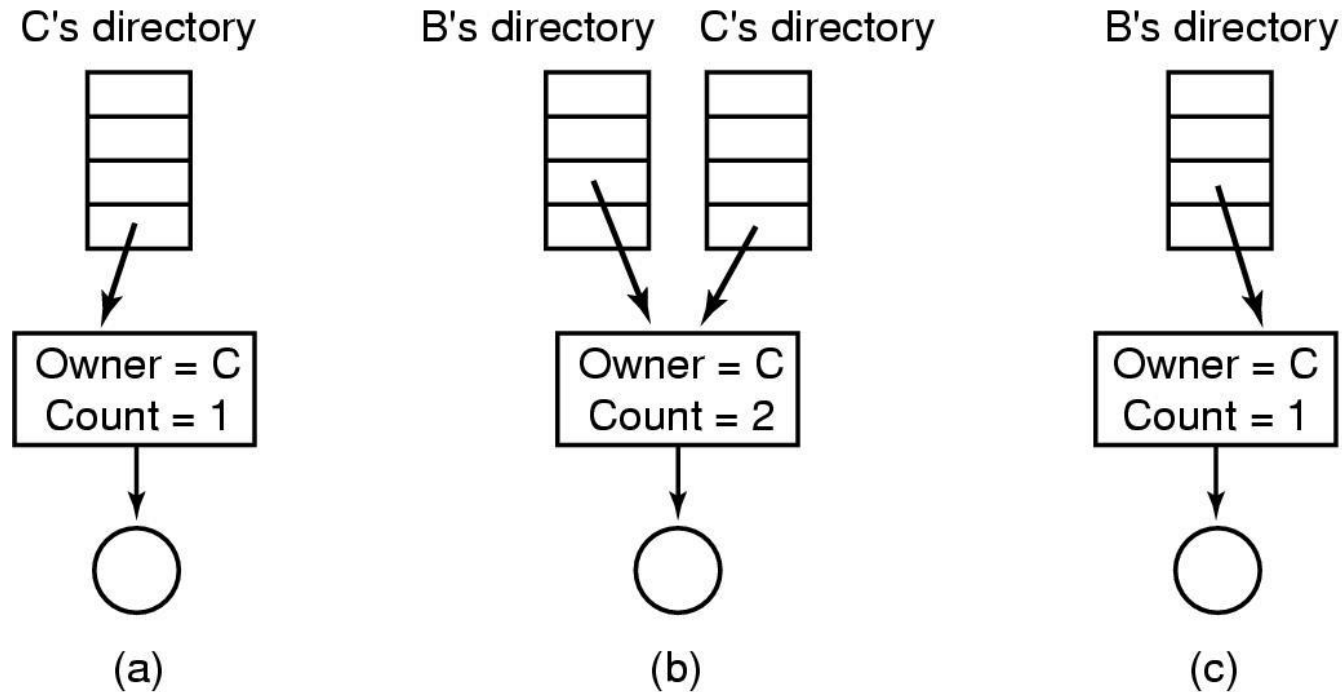 C's directory
B's directory
C's directory
B's directory
Owner = C
Count = 1
Owner = C
Count = 2
Owner = C
Count = 1
(a)
(b)
(c)